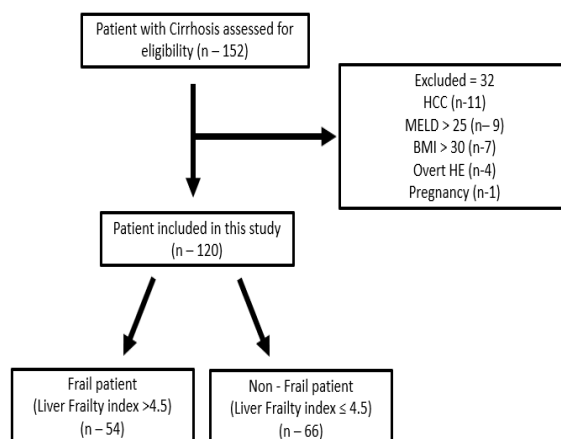 Patient with Cirrhosis assessed for
eligibility (n – 152)
Excluded = 32
HCC (n-11)
MELD > 25 (n– 9)
BMI > 30 (n-7)
Overt HE (n-4)
Pregnancy (n-1)
Patient included in this study
(n – 120)
Frail patient
(Liver Frailty index >4.5)
(n – 54)
Non - Frail patient
(Liver Frailty index ≤ 4.5)
(n – 66)